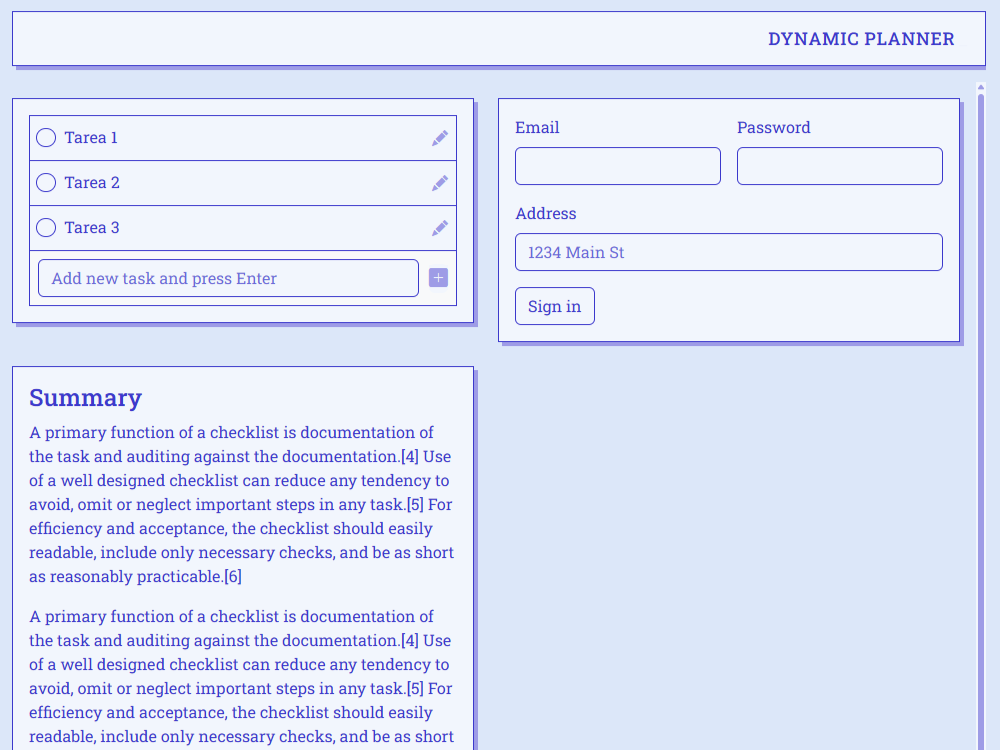 DYNAMIC PLANNER
Tarea 1
Tarea 2
Tarea 3
Add new task and press Enter
Email
Password
Address
1234 Main St
Sign in
Summary
A primary function of a checklist is documentation of
the task and auditing against the documentation.[4] Use
of a well designed checklist can reduce any tendency to
avoid, omit or neglect important steps in any task.[5] For
efficiency and acceptance, the checklist should easily
readable, include only necessary checks, and be as short
as reasonably practicable.[6]
A primary function of a checklist is documentation of
the task and auditing against the documentation.[4] Use
of a well designed checklist can reduce any tendency to
avoid, omit or neglect important steps in any task.[5] For
efficiency and acceptance, the checklist should easily
readable, include only necessary checks, and be as short